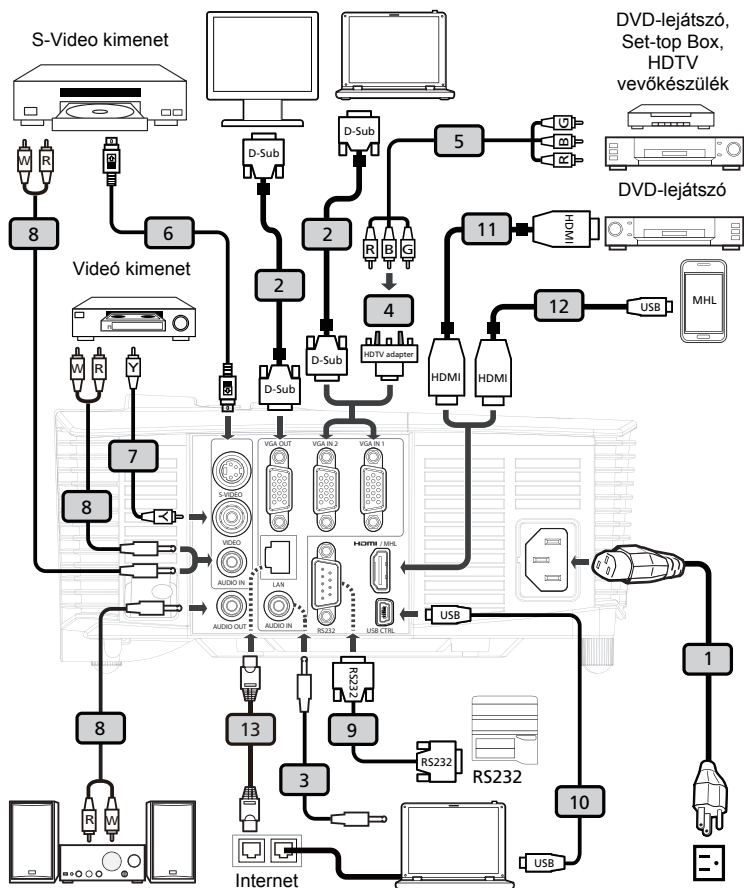 S-Video kimenet
DVD-lejátszó,
Set-top Box,
HDTV
vevőkészülék
D-Sub
D-Sub
G
B
R
5
W
R
DVD-lejátszó
8
6
2
2
R
B
G
11
HDMI
Videó kimenet
4
12
USB
MHL
W
R
Y
D-Sub
HDTV adapter
D-Sub
HDMI
HDMI
7
VGA OUT
VGA IN 2
VGA IN 1
S-VIDEO
8
Y
VIDEO
HDMI / MHL
AUDIO IN
LAN
AUDIO OUT
AUDIO IN
RS232
USB CTRL
USB
1
RS232
8
13
9
3
RS232
RS232
10
R
W
USB
Internet